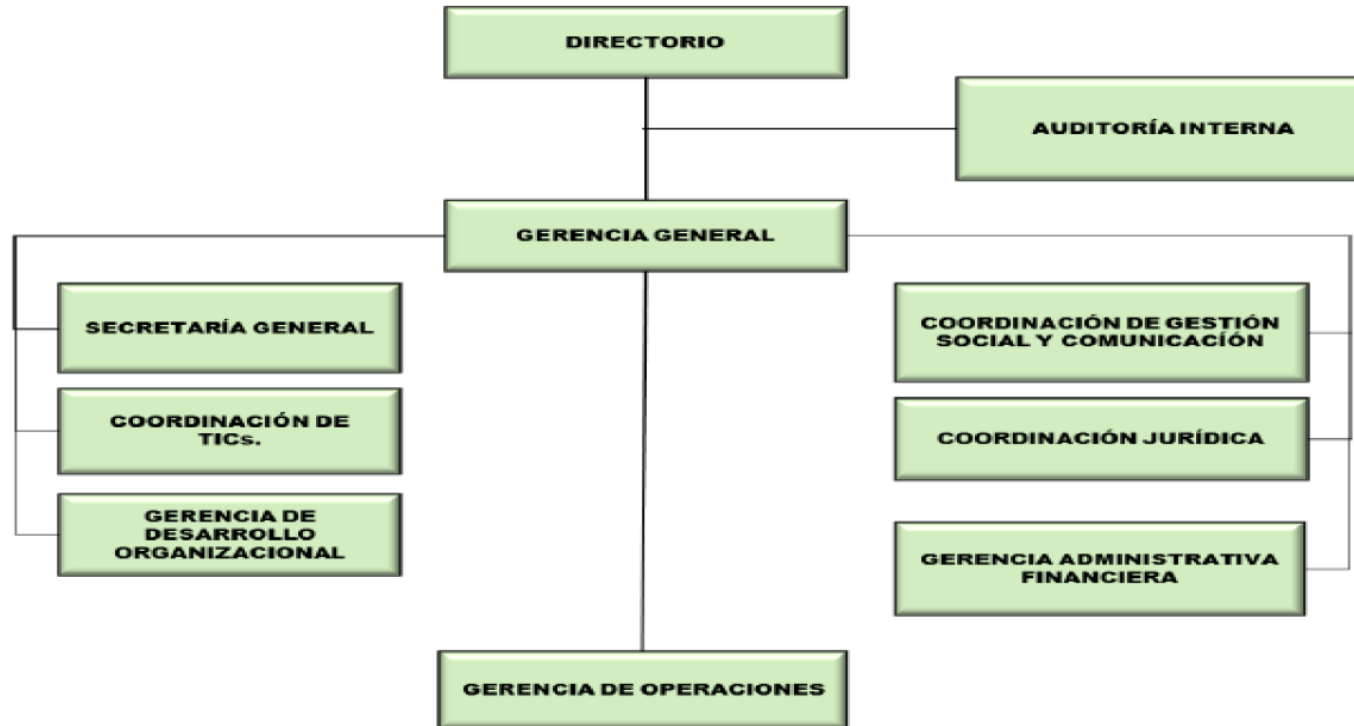 DIRECTORIO
AUDITORÍA INTERNA
GERENCIA GENERAL
SECRETARÍA GENERAL
COORDINACIÓN DE
TICs.
GERENCIA DE
DESARROLLO
ORGANIZACIONAL
COORDINACIÓN DE GESTIÓN
SOCIAL Y COMUNICACÍÓN
COORDINACIÓN JURÍDICA
GERENCIA ADMINISTRATIVA
FINANCIERA
GERENCIA DE OPERACIONES